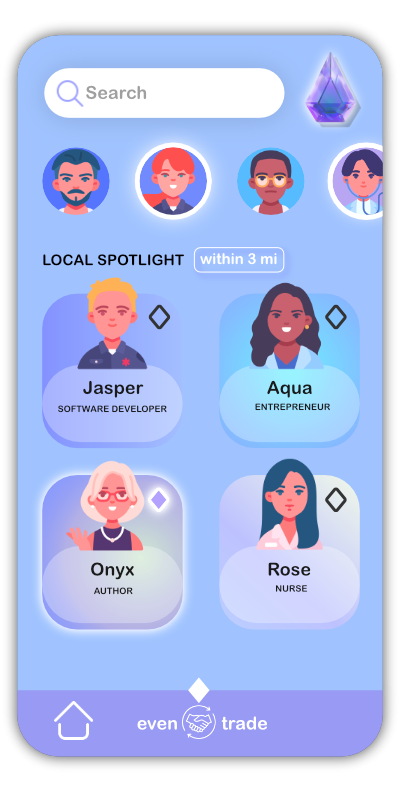 Search
LOCAL SPOTLIGHT within 3 mi
Jasper
SOFTWARE DEVELOPER
Aqua
ENTREPRENEUR
Onyx
AUTHOR
Rose
NURSE
even trade